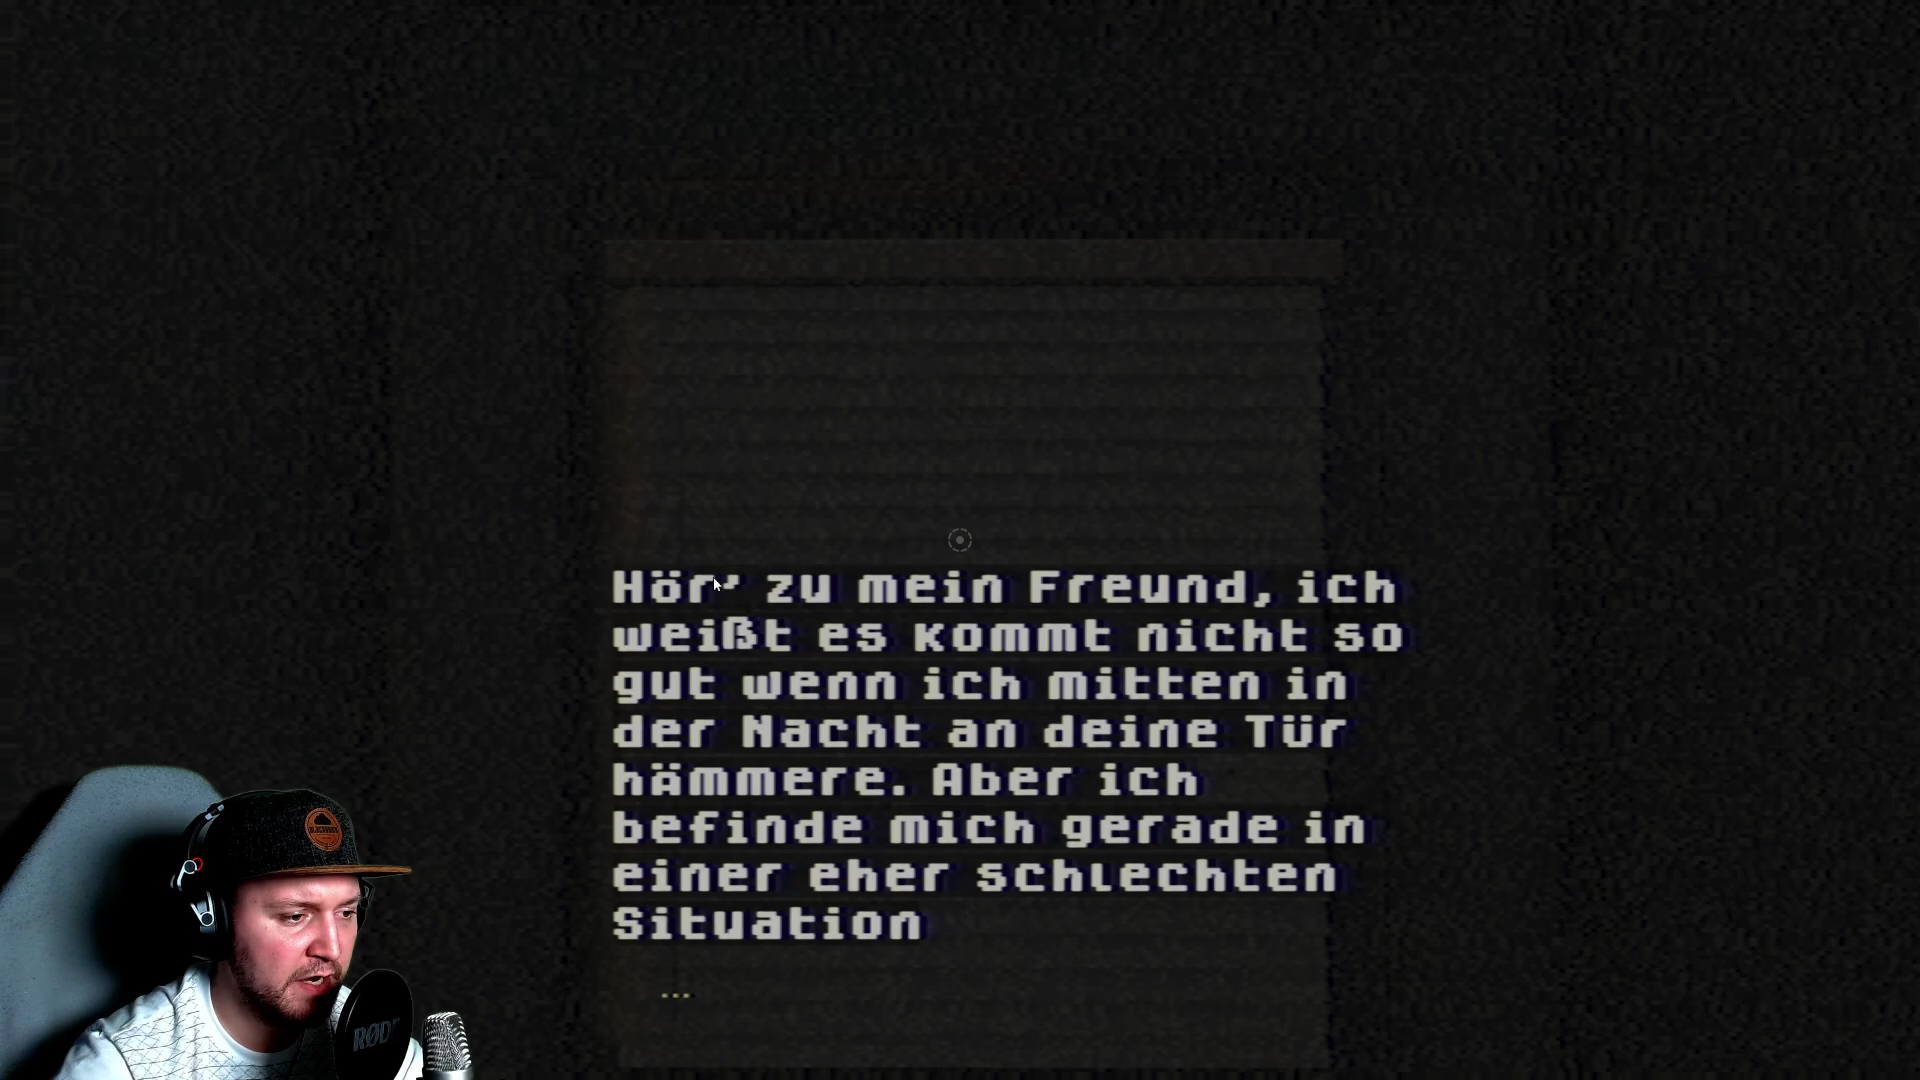 Hör' zu mein Freund, ich
weißt es kommt nicht so
gut wenn ich mitten in
der Nacht an deine Tür
hämmere. Aber ich
befinde mich gerade in
einer eher schlechten
Situation
...
RØDE